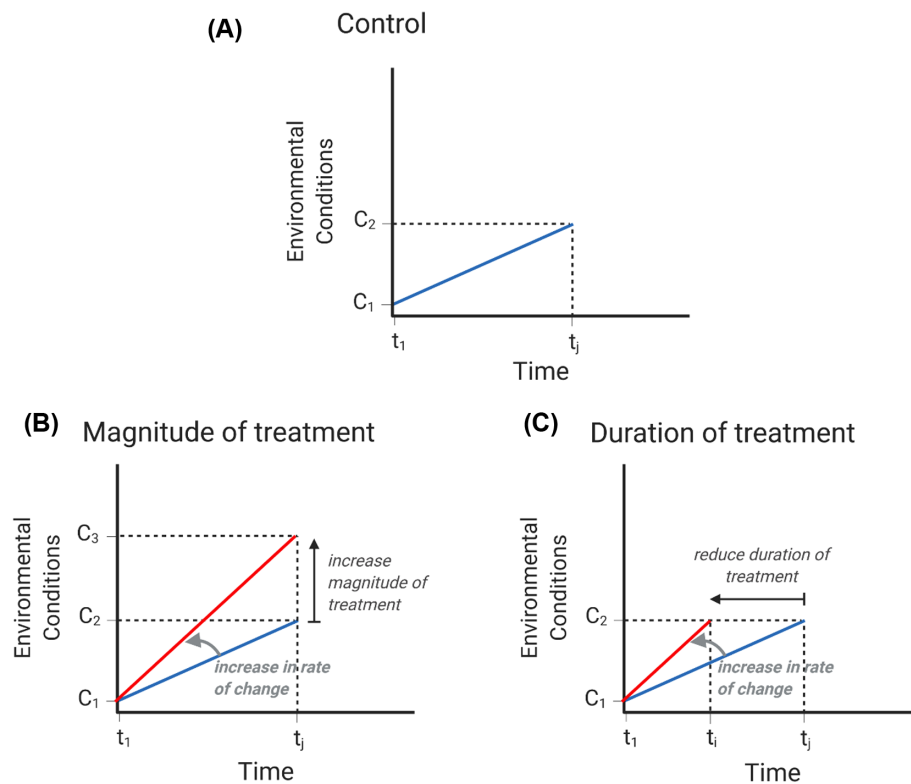 (A) Control
Environmental
Conditions
C₂
C₁
t₁
tⱼ
Time
(B) Magnitude of treatment
Environmental
Conditions
C₃
C₂
C₁
increase
magnitude of
treatment
increase in rate
of change
t₁
tⱼ
Time
(C) Duration of treatment
Environmental
Conditions
C₂
C₁
reduce duration of
treatment
increase in rate
of change
t₁
tᵢ
tⱼ
Time